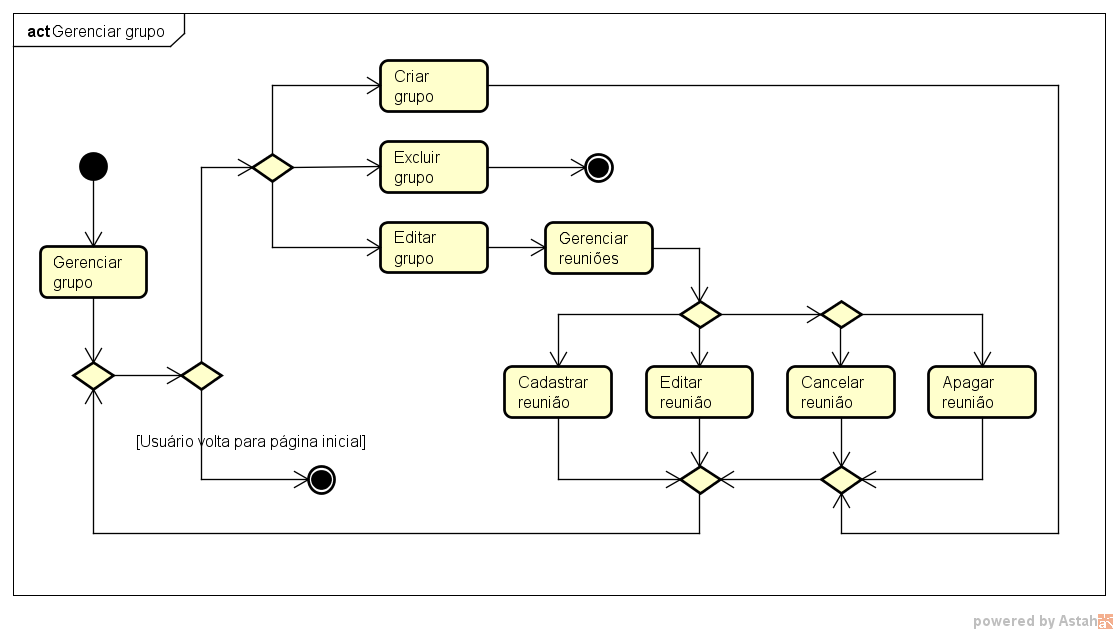 act Gerenciar grupo
Criar
grupo
Excluir
grupo
Editar
grupo
Gerenciar
reuniões
Gerenciar
grupo
Cadastrar
reunião
Editar
reunião
Cancelar
reunião
Apagar
reunião
[Usuário volta para página inicial]
powered by Astah